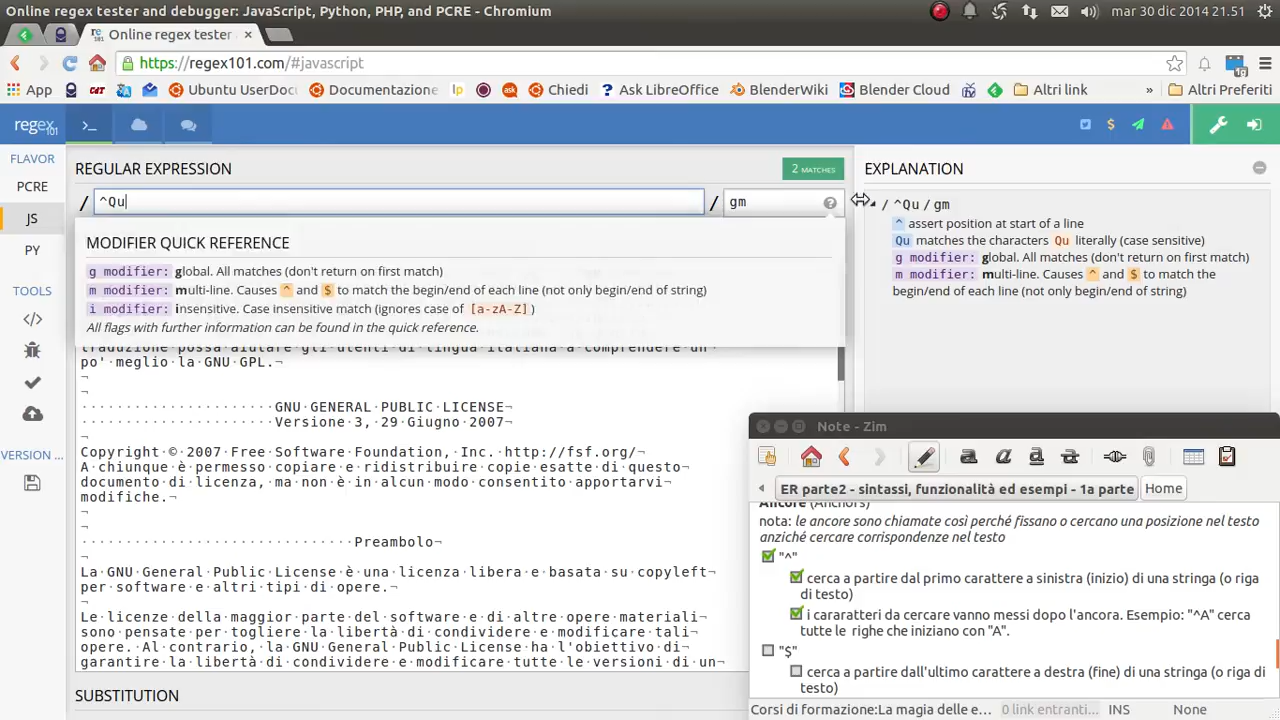 Online regex tester and debugger: JavaScript, Python, PHP, and PCRE - Chromium
mar 30 dic 2014 21.51
Online regex tester
https://regex101.com/#javascript
App
Ubuntu UserDocu
Documentazione
Chiedi
Ask LibreOffice
BlenderWiki
Blender Cloud
Altri link
»
Altri Preferiti
regex 101
FLAVOR
PCRE
JS
PY
TOOLS
VERSION ...
REGULAR EXPRESSION
2 MATCHES
/ ^Qu / gm
MODIFIER QUICK REFERENCE
g modifier: global. All matches (don't return on first match)
m modifier: multi-line. Causes ^ and $ to match the begin/end of each line (not only begin/end of string)
i modifier: insensitive. Case insensitive match (ignores case of [a-zA-Z])
All flags with further information can be found in the quick reference.
traduzione·possa·aiutare·gli·utenti·di·lingua·italiana·a·comprendere·un·
po'·meglio·la·GNU·GPL.¬
¬
¬
······················GNU·GENERAL·PUBLIC·LICENSE¬
······················Versione·3,·29·Giugno·2007¬
¬
Copyright·©·2007·Free·Software·Foundation,·Inc.·http://fsf.org/¬
A·chiunque·è·permesso·copiare·e·ridistribuire·copie·esatte·di·questo¬
documento·di·licenza,·ma·non·è·in·alcun·modo·consentito·apportarvi¬
modifiche.¬
¬
¬
·······························Preambolo¬
¬
La·GNU·General·Public·License·è·una·licenza·libera·e·basata·su·copyleft¬
per·software·e·altri·tipi·di·opere.¬
¬
Le·licenze·della·maggior·parte·del·software·e·di·altre·opere·materiali¬
sono·pensate·per·togliere·la·libertà·di·condividere·e·modificare·tali¬
opere.·Al·contrario,·la·GNU·General·Public·License·ha·l'obiettivo·di¬
garantire·la·libertà·di·condividere·e·modificare·tutte·le·versioni·di·un¬
SUBSTITUTION
EXPLANATION
/ ^Qu / gm
^ assert position at start of a line
Qu matches the characters Qu literally (case sensitive)
g modifier: global. All matches (don't return on first match)
m modifier: multi-line. Causes ^ and $ to match the
begin/end of each line (not only begin/end of string)
Note - Zim
ER parte2 - sintassi, funzionalità ed esempi - 1a parte
Home
Ancore (Anchors)
nota: le ancore sono chiamate così perché fissano o cercano una posizione nel testo
anziché cercare corrispondenze nel testo
"^"
cerca a partire dal primo carattere a sinistra (inizio) di una stringa (o riga
di testo)
i cararatteri da cercare vanno messi dopo l'ancora. Esempio: "^A" cerca
tutte le righe che iniziano con "A".
"$"
cerca a partire dall'ultimo carattere a destra (fine) di una stringa (o riga di
testo)
Corsi di formazione:La magia delle e...
0 link entranti...
INS
None